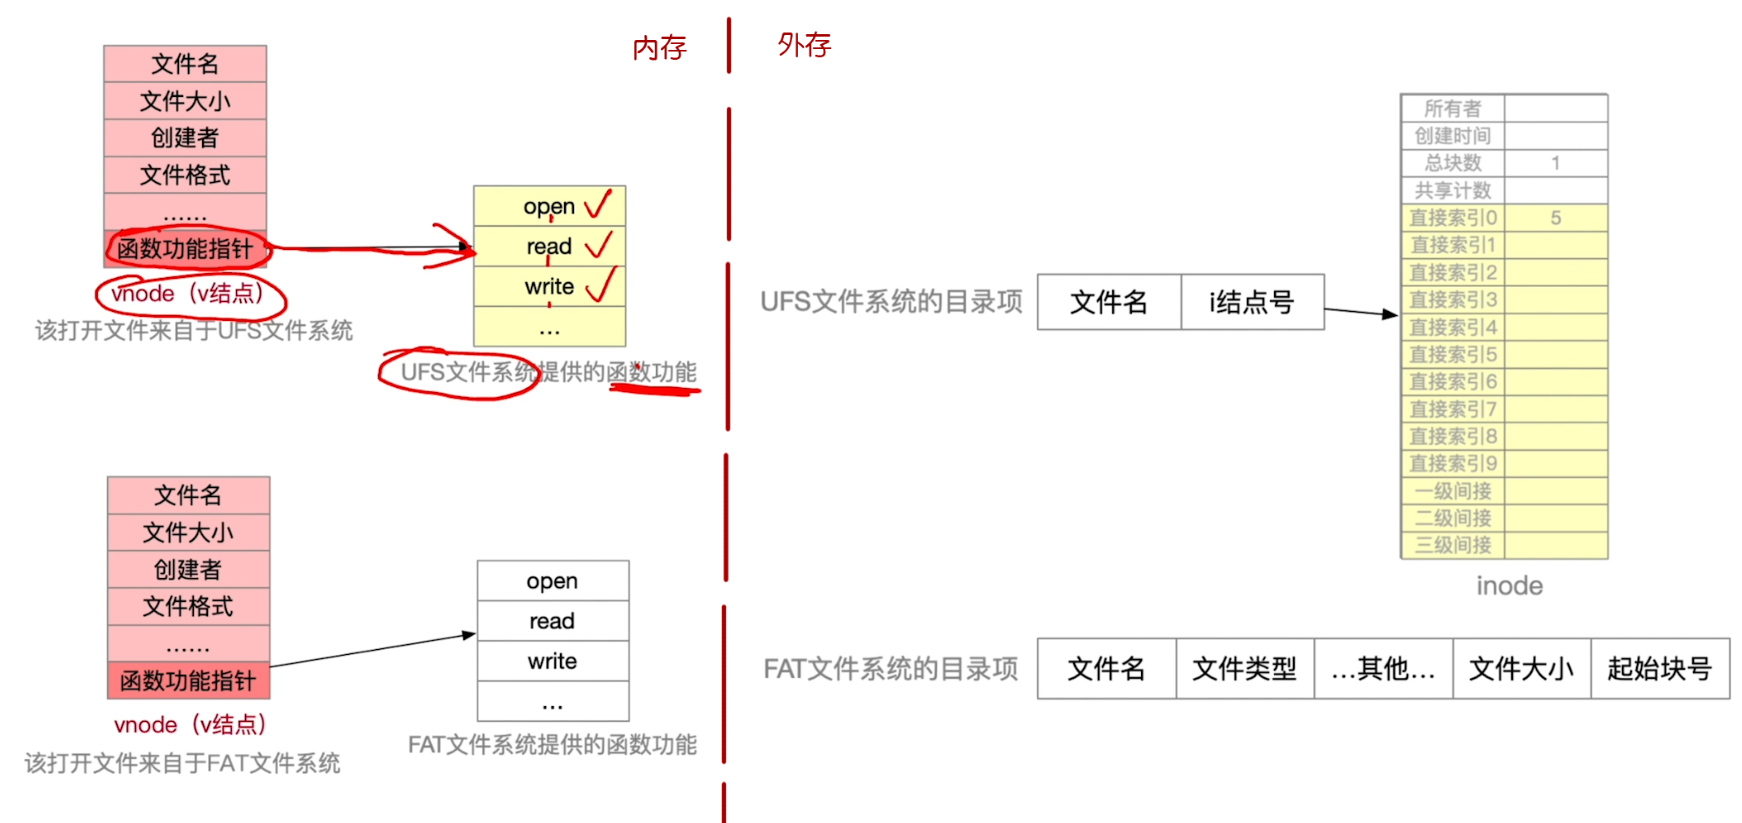 内存
外存
文件名
文件大小
创建者
文件格式
……
函数功能指针
vnode（v结点）
该打开文件来自于UFS文件系统
open
read
write
...
UFS文件系统提供的函数功能
UFS文件系统的目录项
文件名 i结点号
所有者
创建时间
总块数 1
共享计数
直接索引0 5
直接索引1
直接索引2
直接索引3
直接索引4
直接索引5
直接索引6
直接索引7
直接索引8
直接索引9
一级间接
二级间接
三级间接
inode
文件名
文件大小
创建者
文件格式
……
函数功能指针
vnode（v结点）
该打开文件来自于FAT文件系统
open
read
write
...
FAT文件系统提供的函数功能
FAT文件系统的目录项
文件名 文件类型 ...其他... 文件大小 起始块号